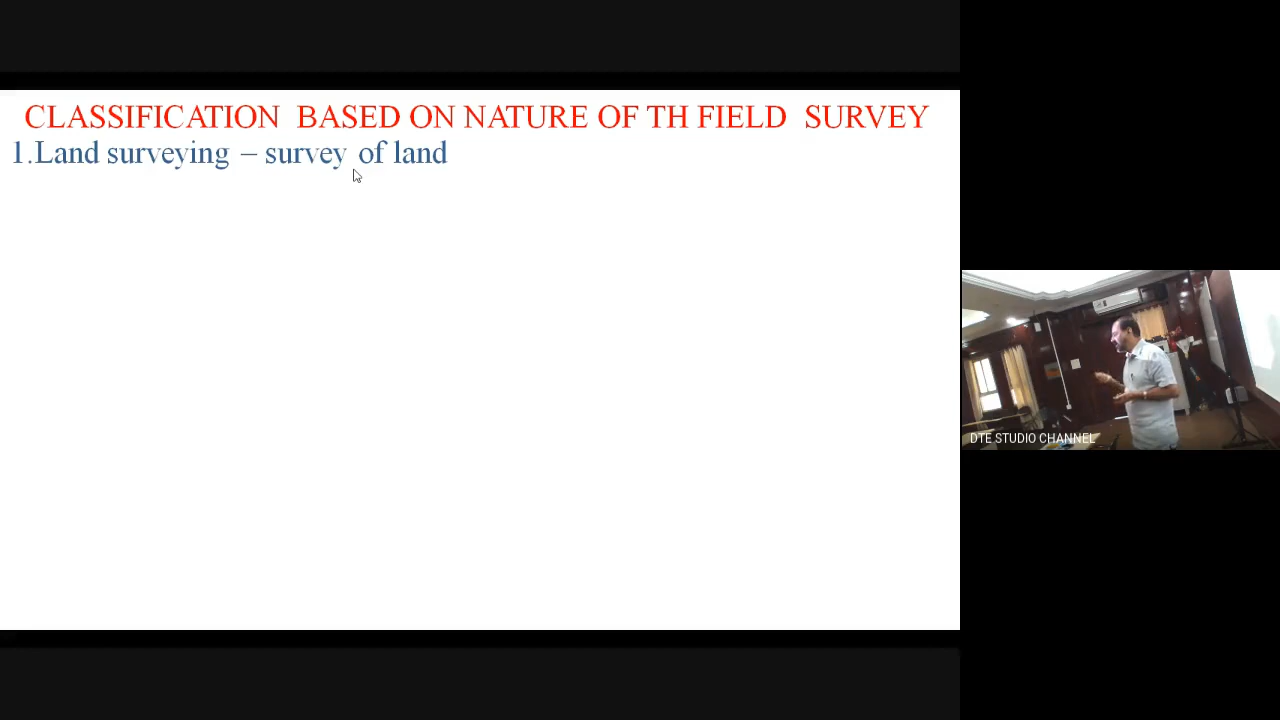 CLASSIFICATION BASED ON NATURE OF TH FIELD SURVEY
1.Land surveying – survey of land
DTE STUDIO CHANNEL